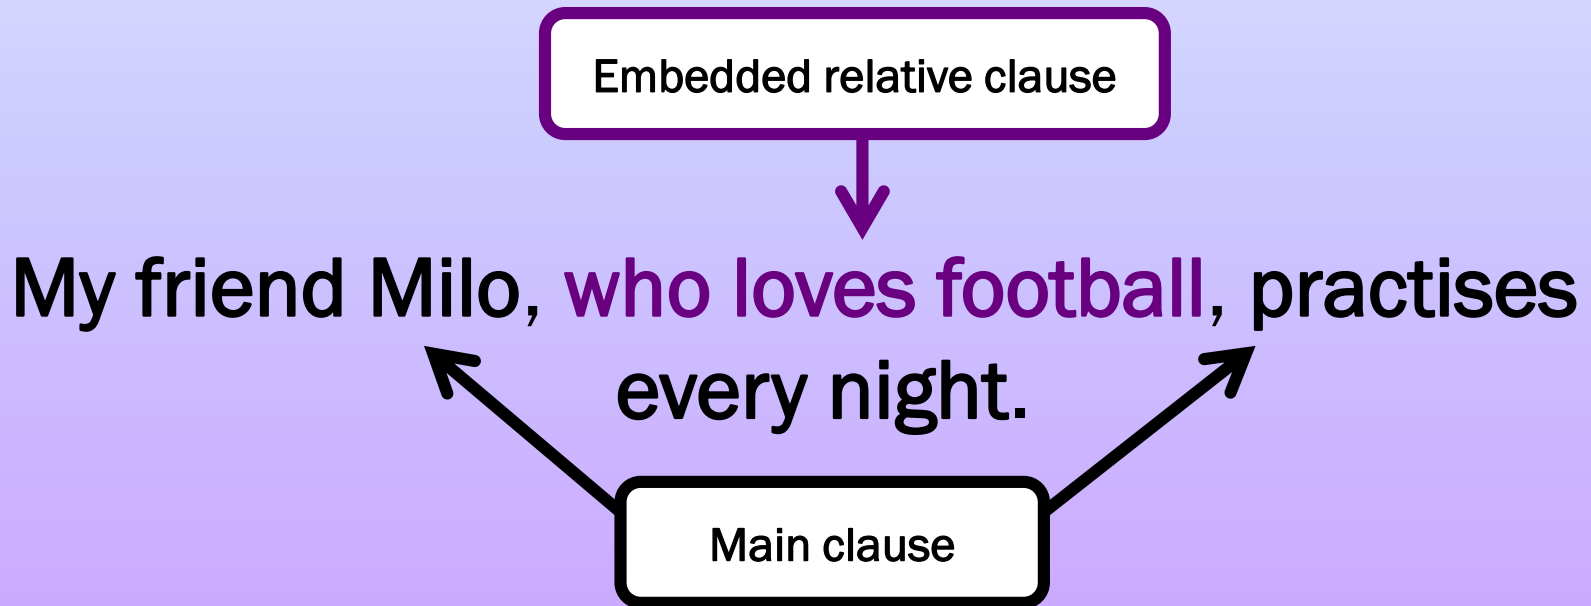 Embedded relative clause
My friend Milo, who loves football, practises
every night.
Main clause